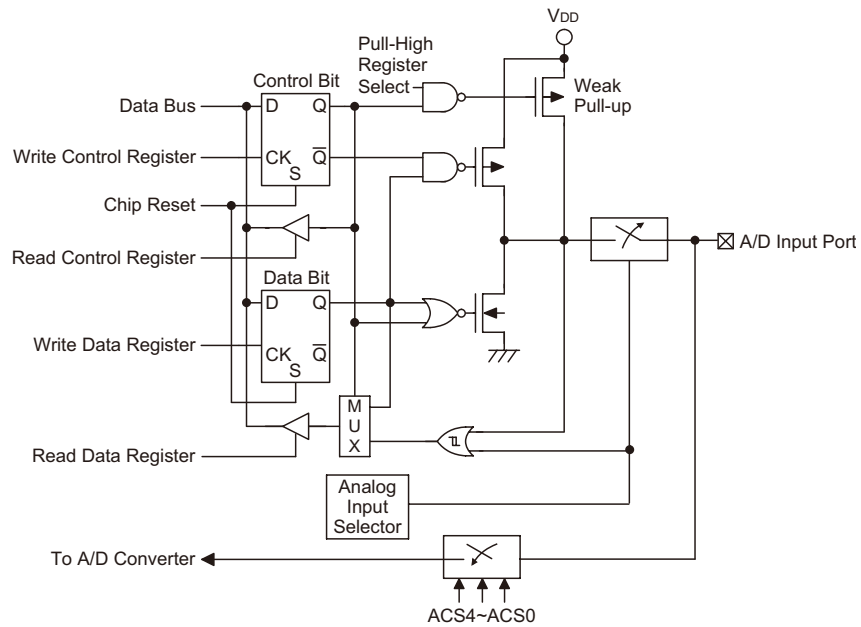 VDD
Pull-High
Register
Select
Control Bit
Weak
Pull-up
Data Bus
D
Q
Write Control Register
CK
Q
S
Chip Reset
Read Control Register
A/D Input Port
Data Bit
D
Q
Write Data Register
CK
Q
S
M
U
X
Read Data Register
Analog
Input
Selector
To A/D Converter
ACS4~ACS0